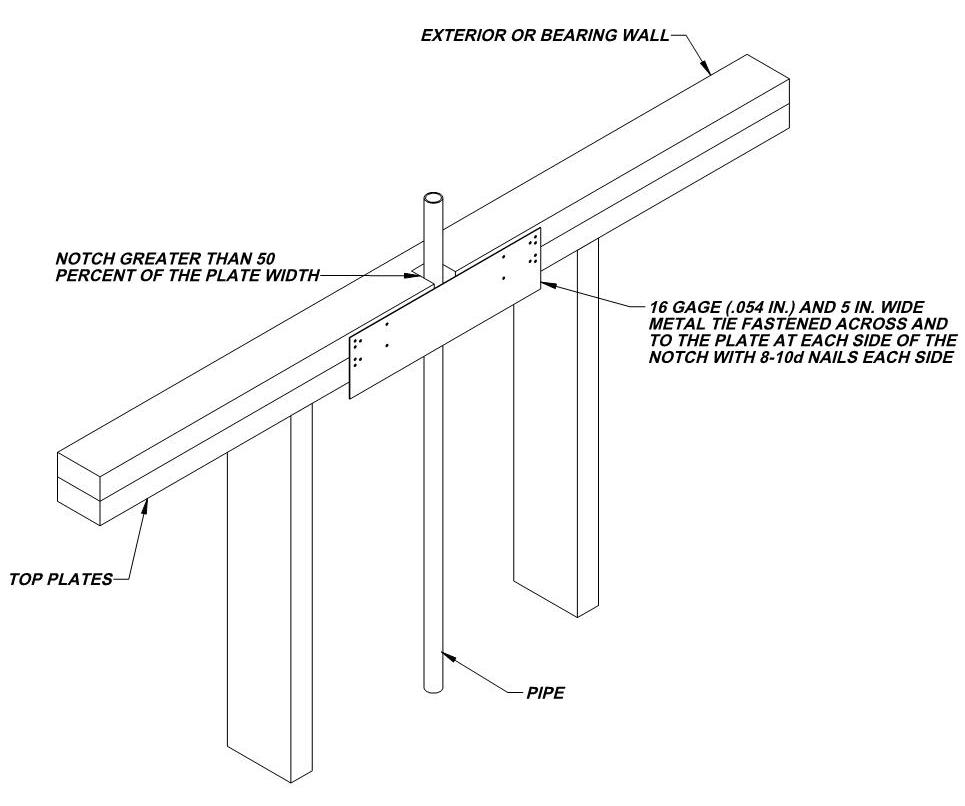 EXTERIOR OR BEARING WALL
NOTCH GREATER THAN 50
PERCENT OF THE PLATE WIDTH
16 GAGE (.054 IN.) AND 5 IN. WIDE
METAL TIE FASTENED ACROSS AND
TO THE PLATE AT EACH SIDE OF THE
NOTCH WITH 8-10d NAILS EACH SIDE
TOP PLATES
PIPE